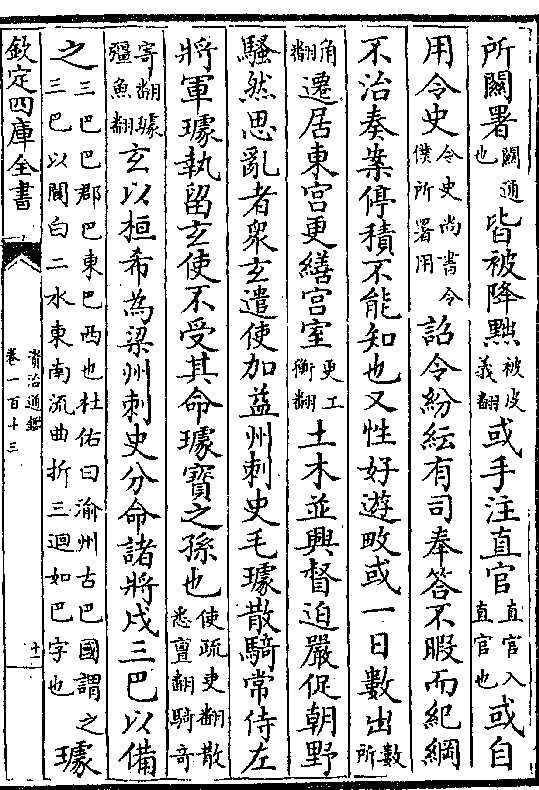 所關署關通也皆被降黜被皮義翻或手注直官直官入直官也或自
用令史令史尚書令僕所署用詔令紛紜有司奉答不暇而紀綱
不治奏案停積不能知也又性好遊畋或一日數出數所
角翻遷居東宮更繕宮室更工衡翻土木並興督迫嚴促朝野
騷然思亂者衆玄遣使加益州刺史毛璩散騎常侍左
將軍璩執留玄使不受其命璩寶之孫也使疏吏翻散悉亶翻騎奇
寄翻璩彊魚翻玄以桓希為梁州刺史分命諸將戍三巴以備
之三巴巴郡巴東巴西也杜佑曰渝州古巴國謂之三巴以閬白二水東南流曲折三迴如巴字也璩
欽定四庫全書
資治通鑑
卷一百十三
十一